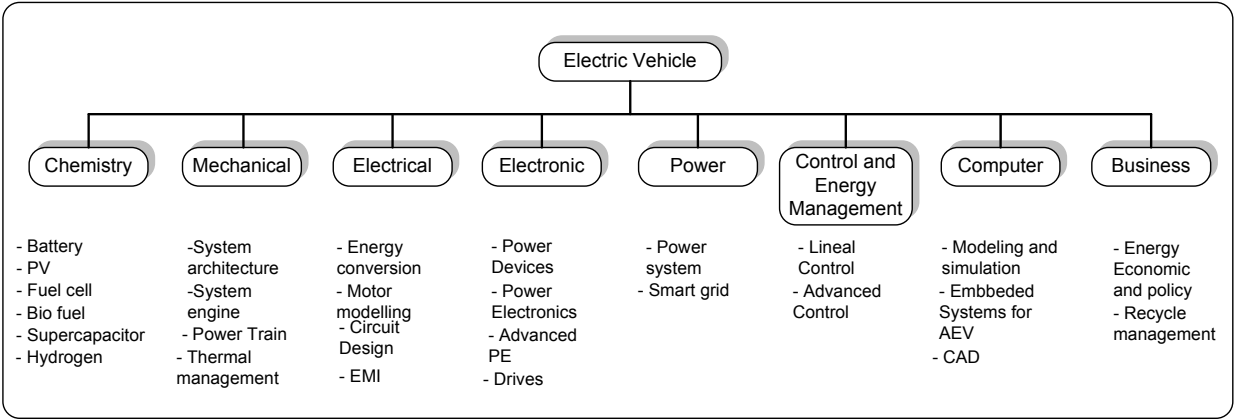 Electric Vehicle
Chemistry
Mechanical
Electrical
Electronic
Power
Control and
Energy
Management
Computer
Business
- Battery
- PV
- Fuel cell
- Bio fuel
- Supercapacitor
- Hydrogen
-System
architecture
-System
engine
- Power Train
- Thermal
management
- Energy
conversion
- Motor
modelling
- Circuit
Design
- EMI
- Power
Devices
- Power
Electronics
- Advanced
PE
- Drives
- Power
system
- Smart grid
- Lineal
Control
- Advanced
Control
- Modeling and
simulation
- Embbeded
Systems for
AEV
- CAD
- Energy
Economic
and policy
- Recycle
management